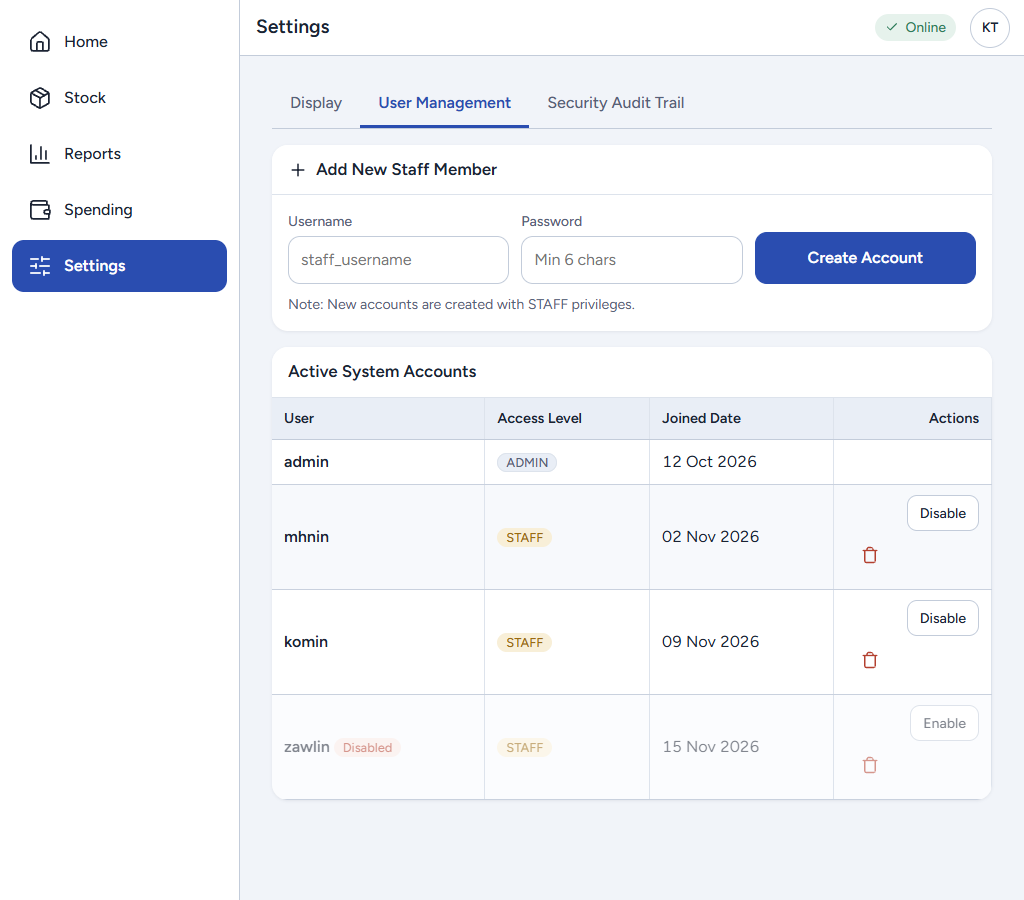 Home
Stock
Reports
Spending
Settings
Settings
Online
KT
Display
User Management
Security Audit Trail
Add New Staff Member
Username
Password
staff_username
Min 6 chars
Create Account
Note: New accounts are created with STAFF privileges.
Active System Accounts
User Access Level Joined Date Actions
admin ADMIN 12 Oct 2026
mhnin STAFF 02 Nov 2026 Disable
komin STAFF 09 Nov 2026 Disable
zawlin Disabled STAFF 15 Nov 2026 Enable